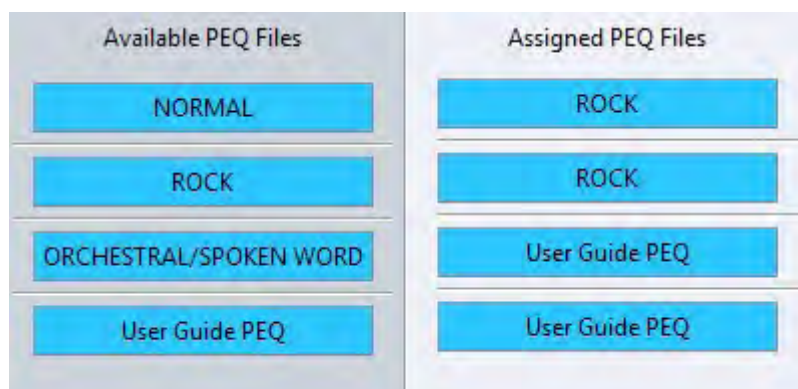 Available PEQ Files
NORMAL
ROCK
ORCHESTRAL/SPOKEN WORD
User Guide PEQ
Assigned PEQ Files
ROCK
ROCK
User Guide PEQ
User Guide PEQ